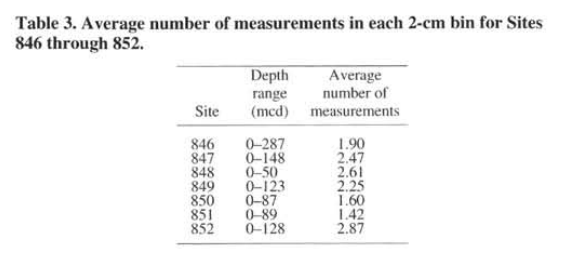 Table 3. Average number of measurements in each 2-cm bin for Sites
846 through 852.
Depth Average
range number of
Site (mcd) measurements
846 0–287 1.90
847 0–148 2.47
848 0–50 2.61
849 0–123 2.25
850 0–87 1.60
851 0–89 1.42
852 0–128 2.87